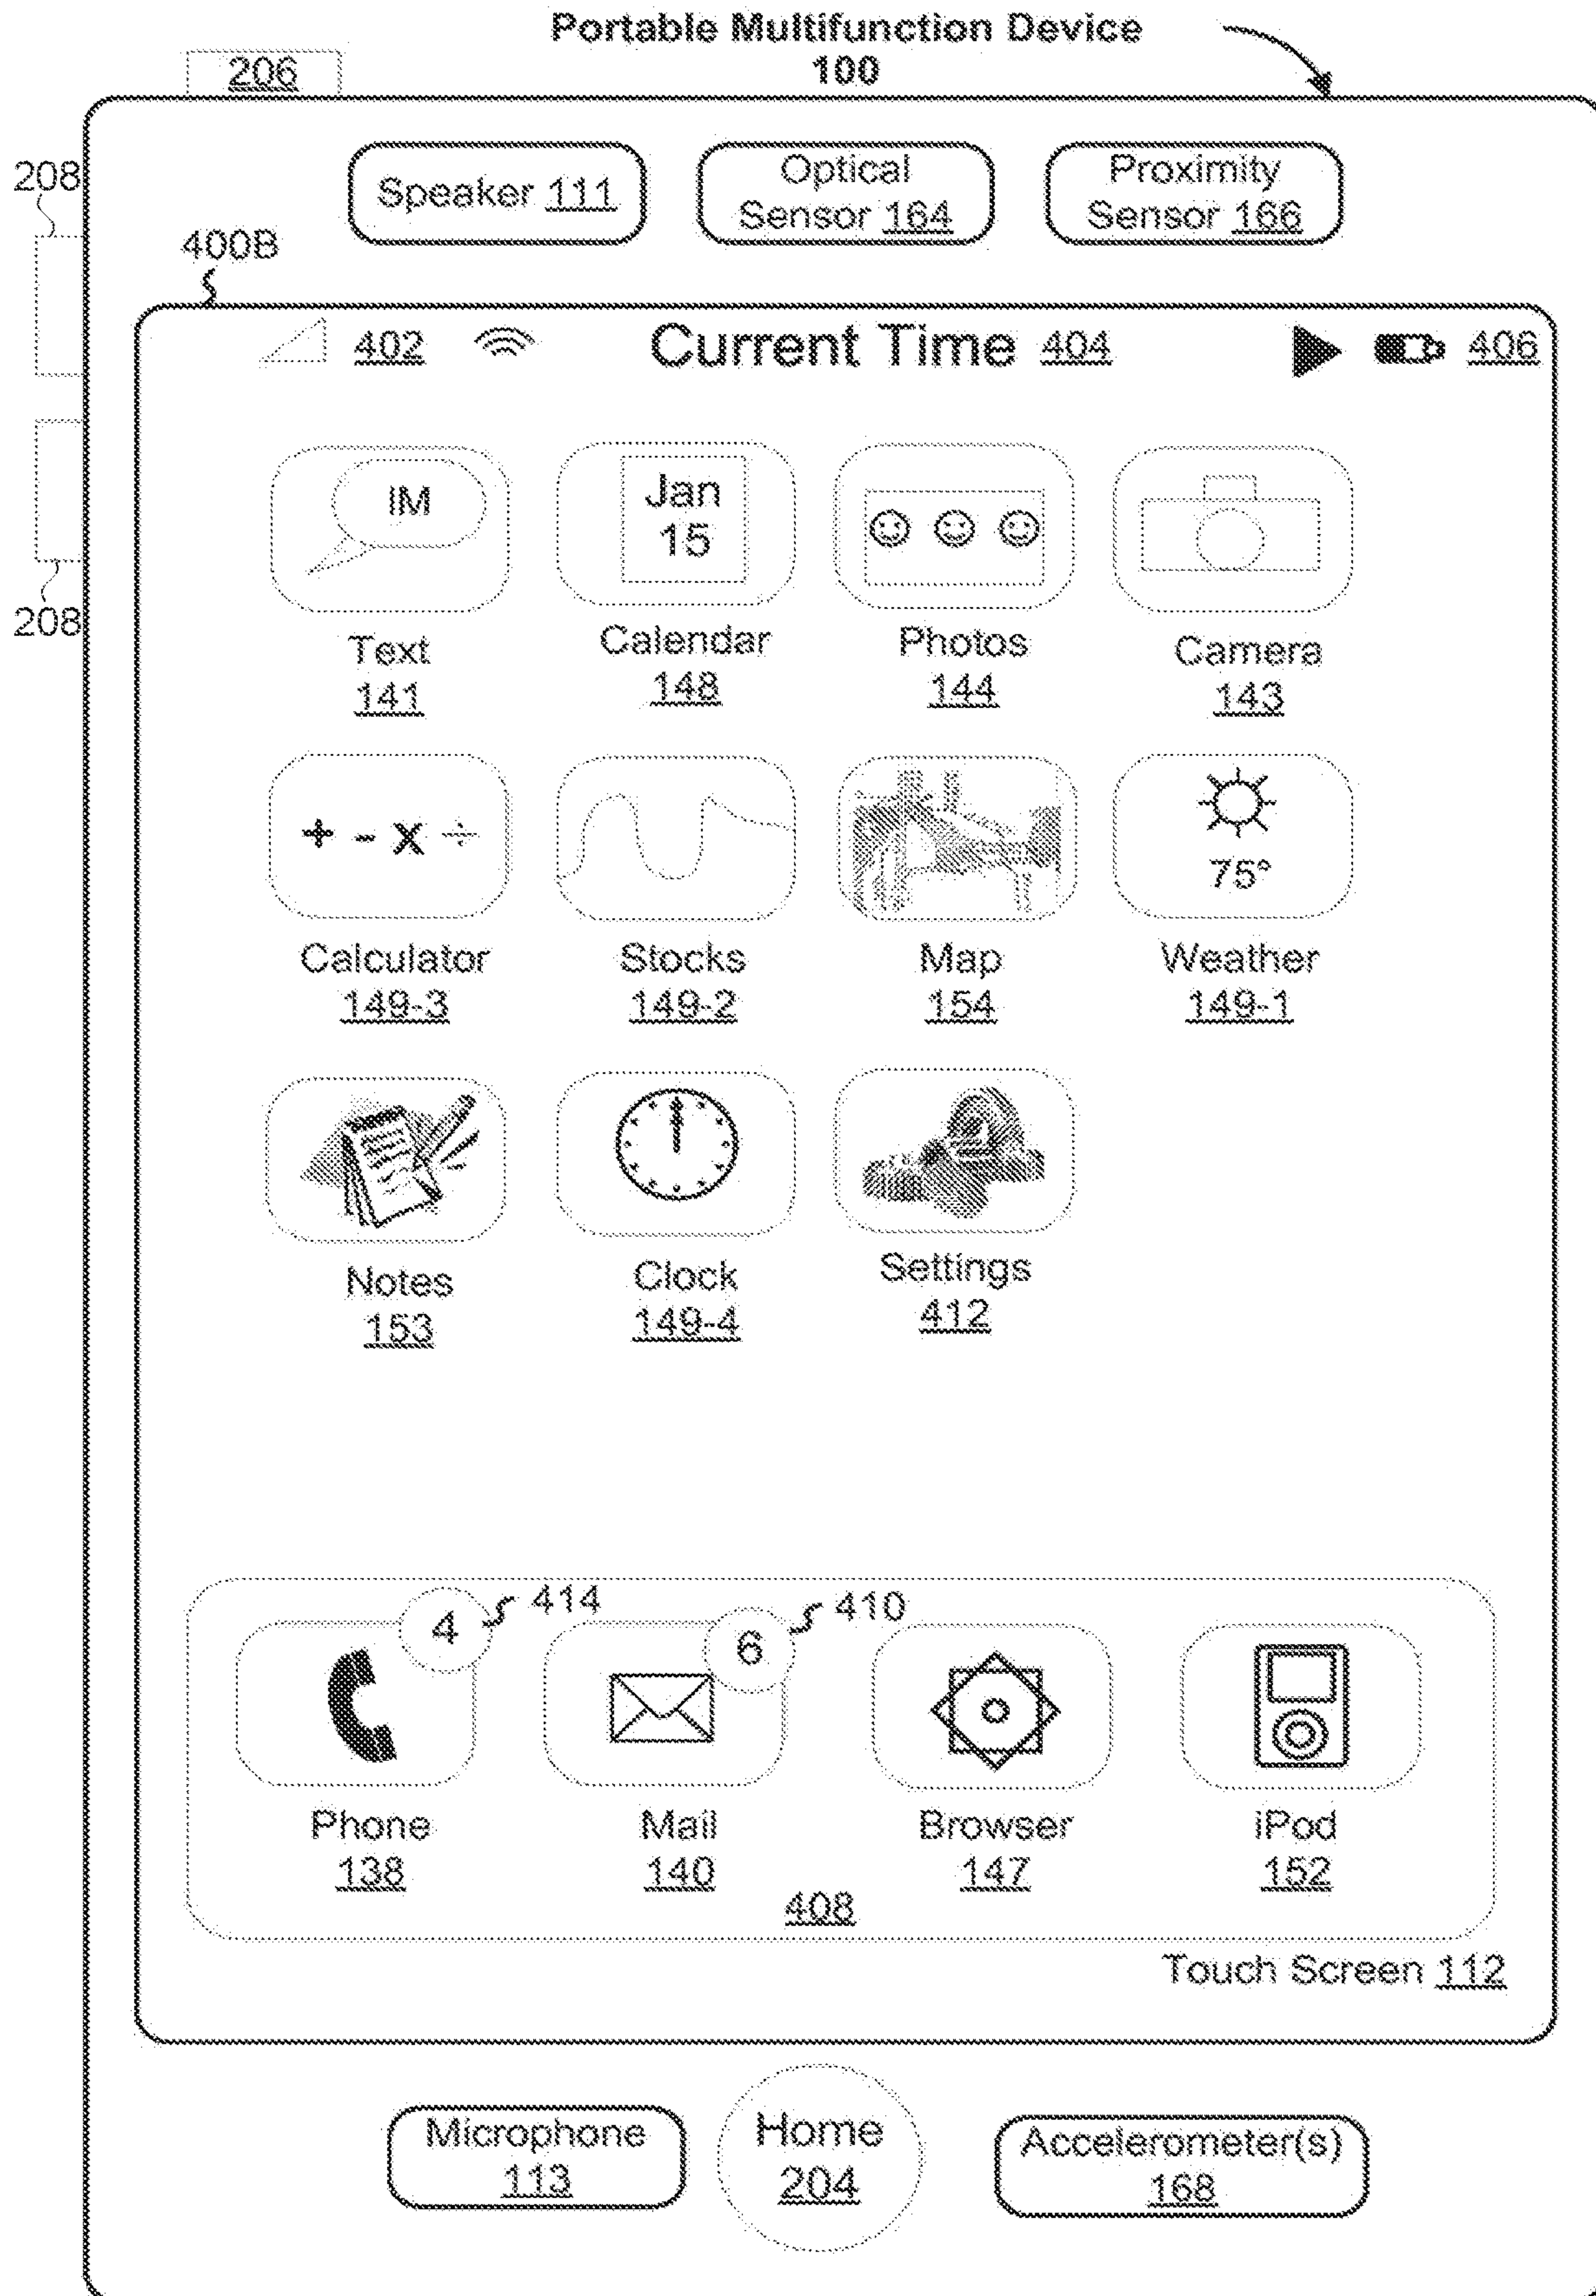 Portable Multifunction Device
100
206
208
Speaker 111
Optical
Sensor 164
Proximity
Sensor 166
400B
402
Current Time 404
406
208
IM
Jan
15
Text
141
Calendar
148
Photos
144
Camera
143
+ - x ÷
75°
Calculator
149-3
Stocks
149-2
Map
154
Weather
149-1
Notes
153
Clock
149-4
Settings
412
4
414
6
410
Phone
138
Mail
140
Browser
147
iPod
152
408
Touch Screen 112
Microphone
113
Home
204
Accelerometer(s)
168